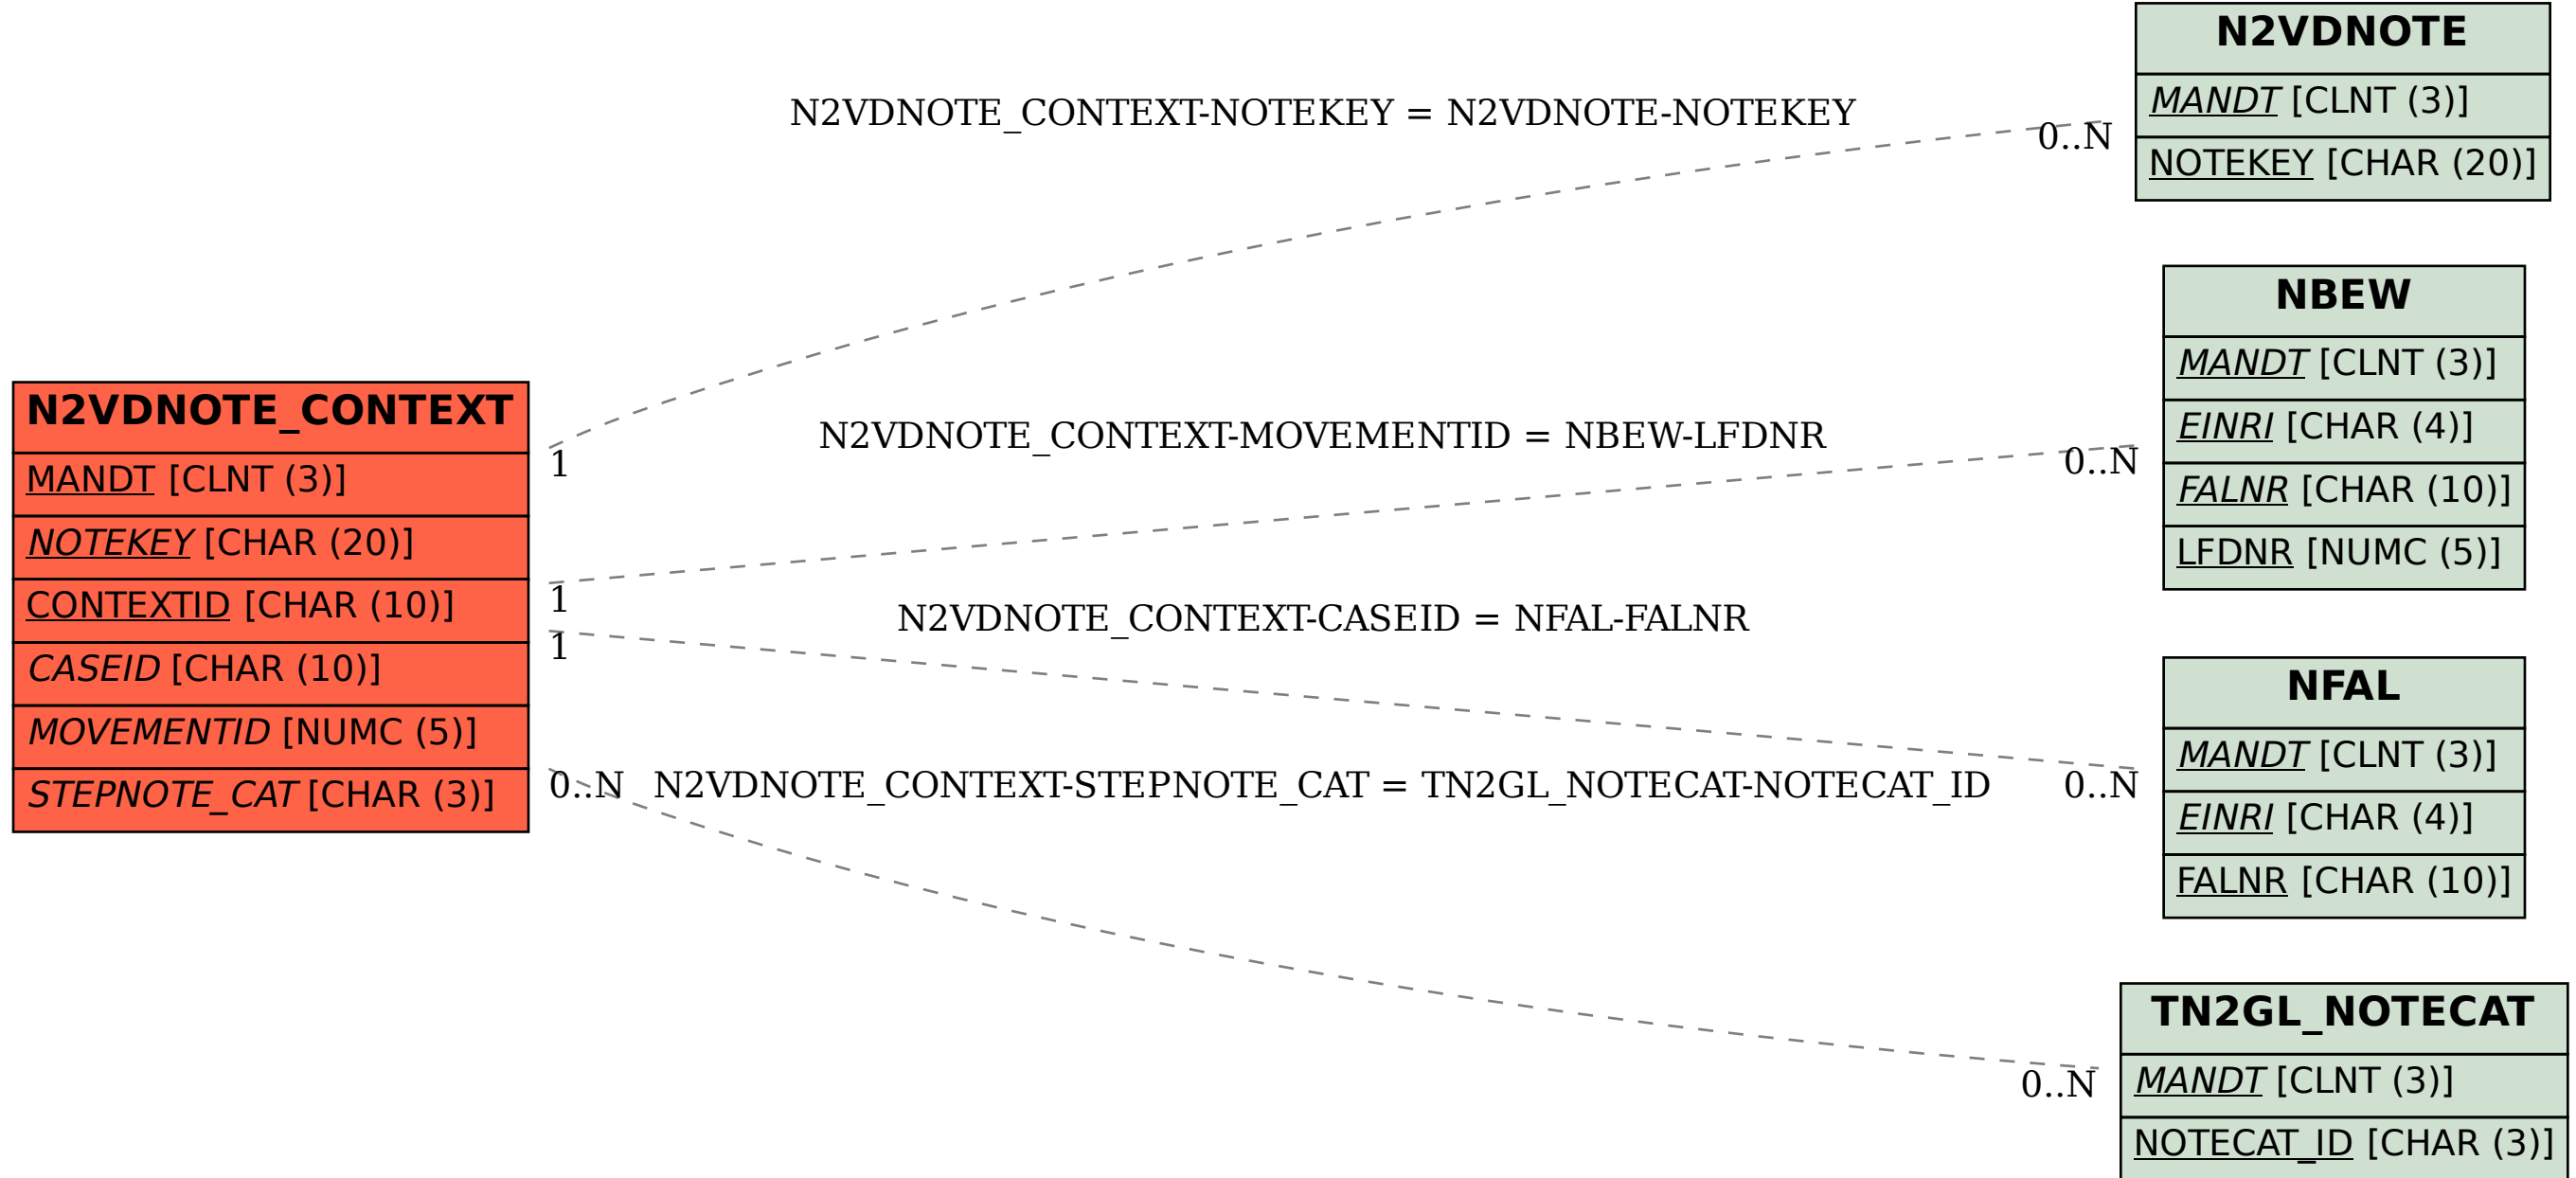 N2VDNOTE
MANDT [CLNT (3)]
NOTEKEY [CHAR (20)]
N2VDNOTE_CONTEXT-NOTEKEY = N2VDNOTE-NOTEKEY
0..N
1
NBEW
MANDT [CLNT (3)]
EINRI [CHAR (4)]
FALNR [CHAR (10)]
LFDNR [NUMC (5)]
N2VDNOTE_CONTEXT
MANDT [CLNT (3)]
NOTEKEY [CHAR (20)]
CONTEXTID [CHAR (10)]
CASEID [CHAR (10)]
MOVEMENTID [NUMC (5)]
STEPNOTE_CAT [CHAR (3)]
N2VDNOTE_CONTEXT-MOVEMENTID = NBEW-LFDNR
0..N
1
N2VDNOTE_CONTEXT-CASEID = NFAL-FALNR
1
0..N
NFAL
MANDT [CLNT (3)]
EINRI [CHAR (4)]
FALNR [CHAR (10)]
0..N
N2VDNOTE_CONTEXT-STEPNOTE_CAT = TN2GL_NOTECAT-NOTECAT_ID
0..N
TN2GL_NOTECAT
MANDT [CLNT (3)]
NOTECAT_ID [CHAR (3)]